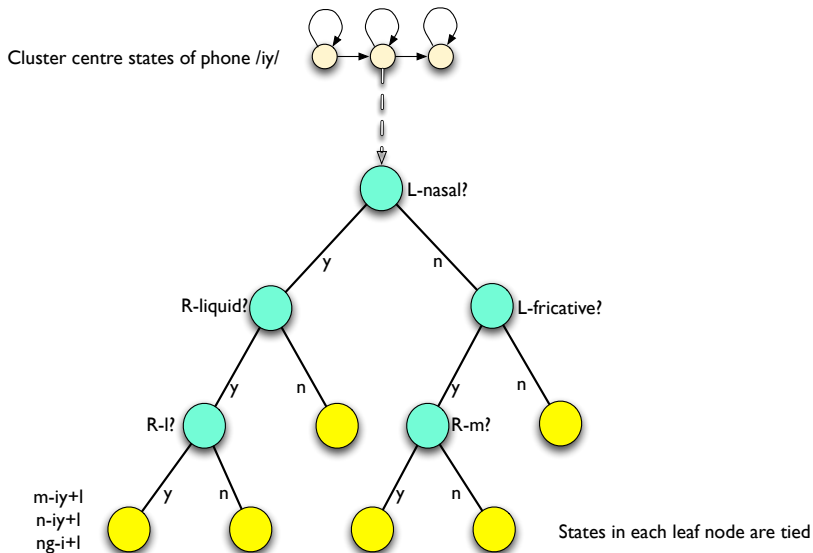 Cluster centre states of phone /iy/
L-nasal?
y
n
R-liquid?
L-fricative?
y
n
y
n
R-l?
R-m?
y
n
y
n
m-iy+l
n-iy+l
ng-i+l
States in each leaf node are tied